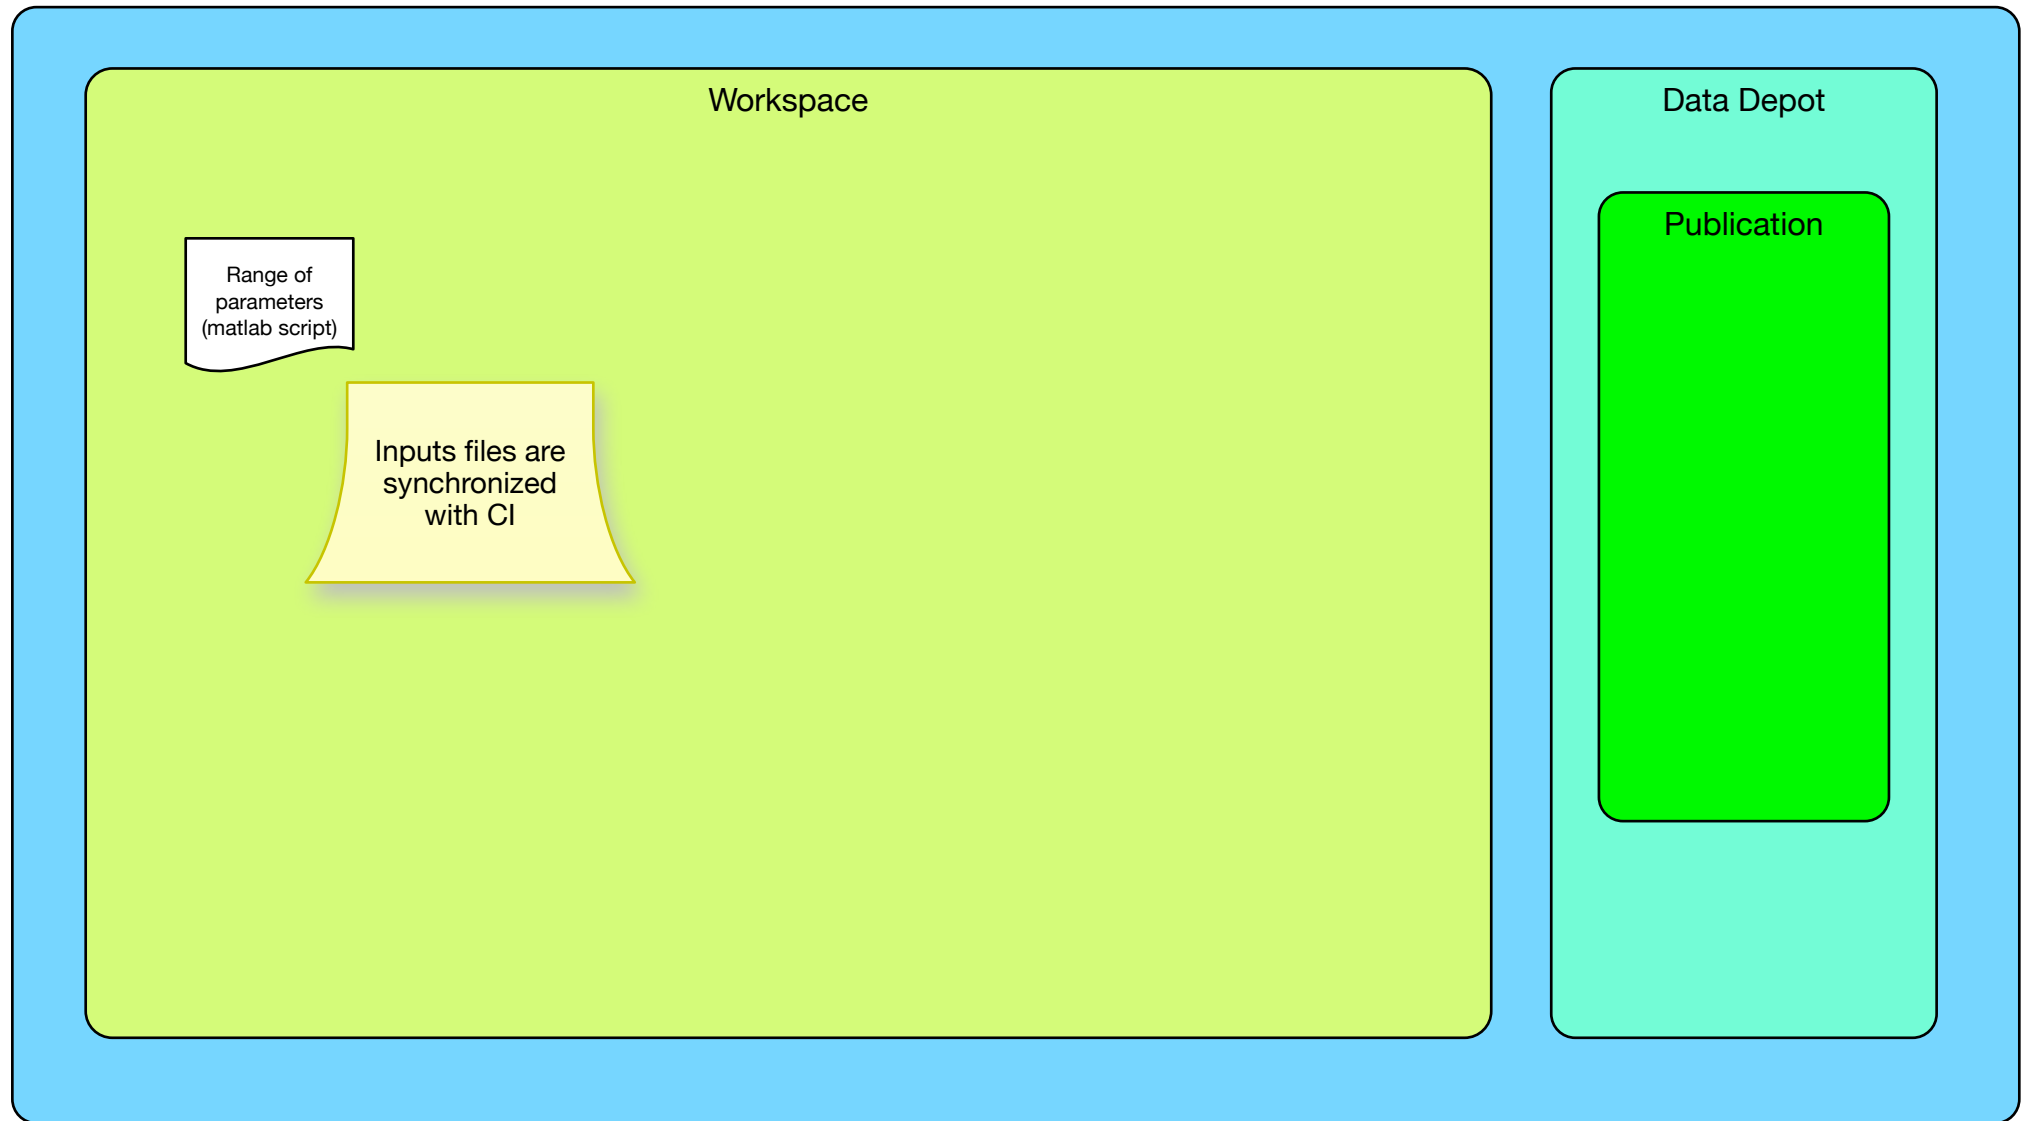 Workspace
Data Depot
Publication
Range of
parameters
(matlab script)
Inputs files are
synchronized
with CI